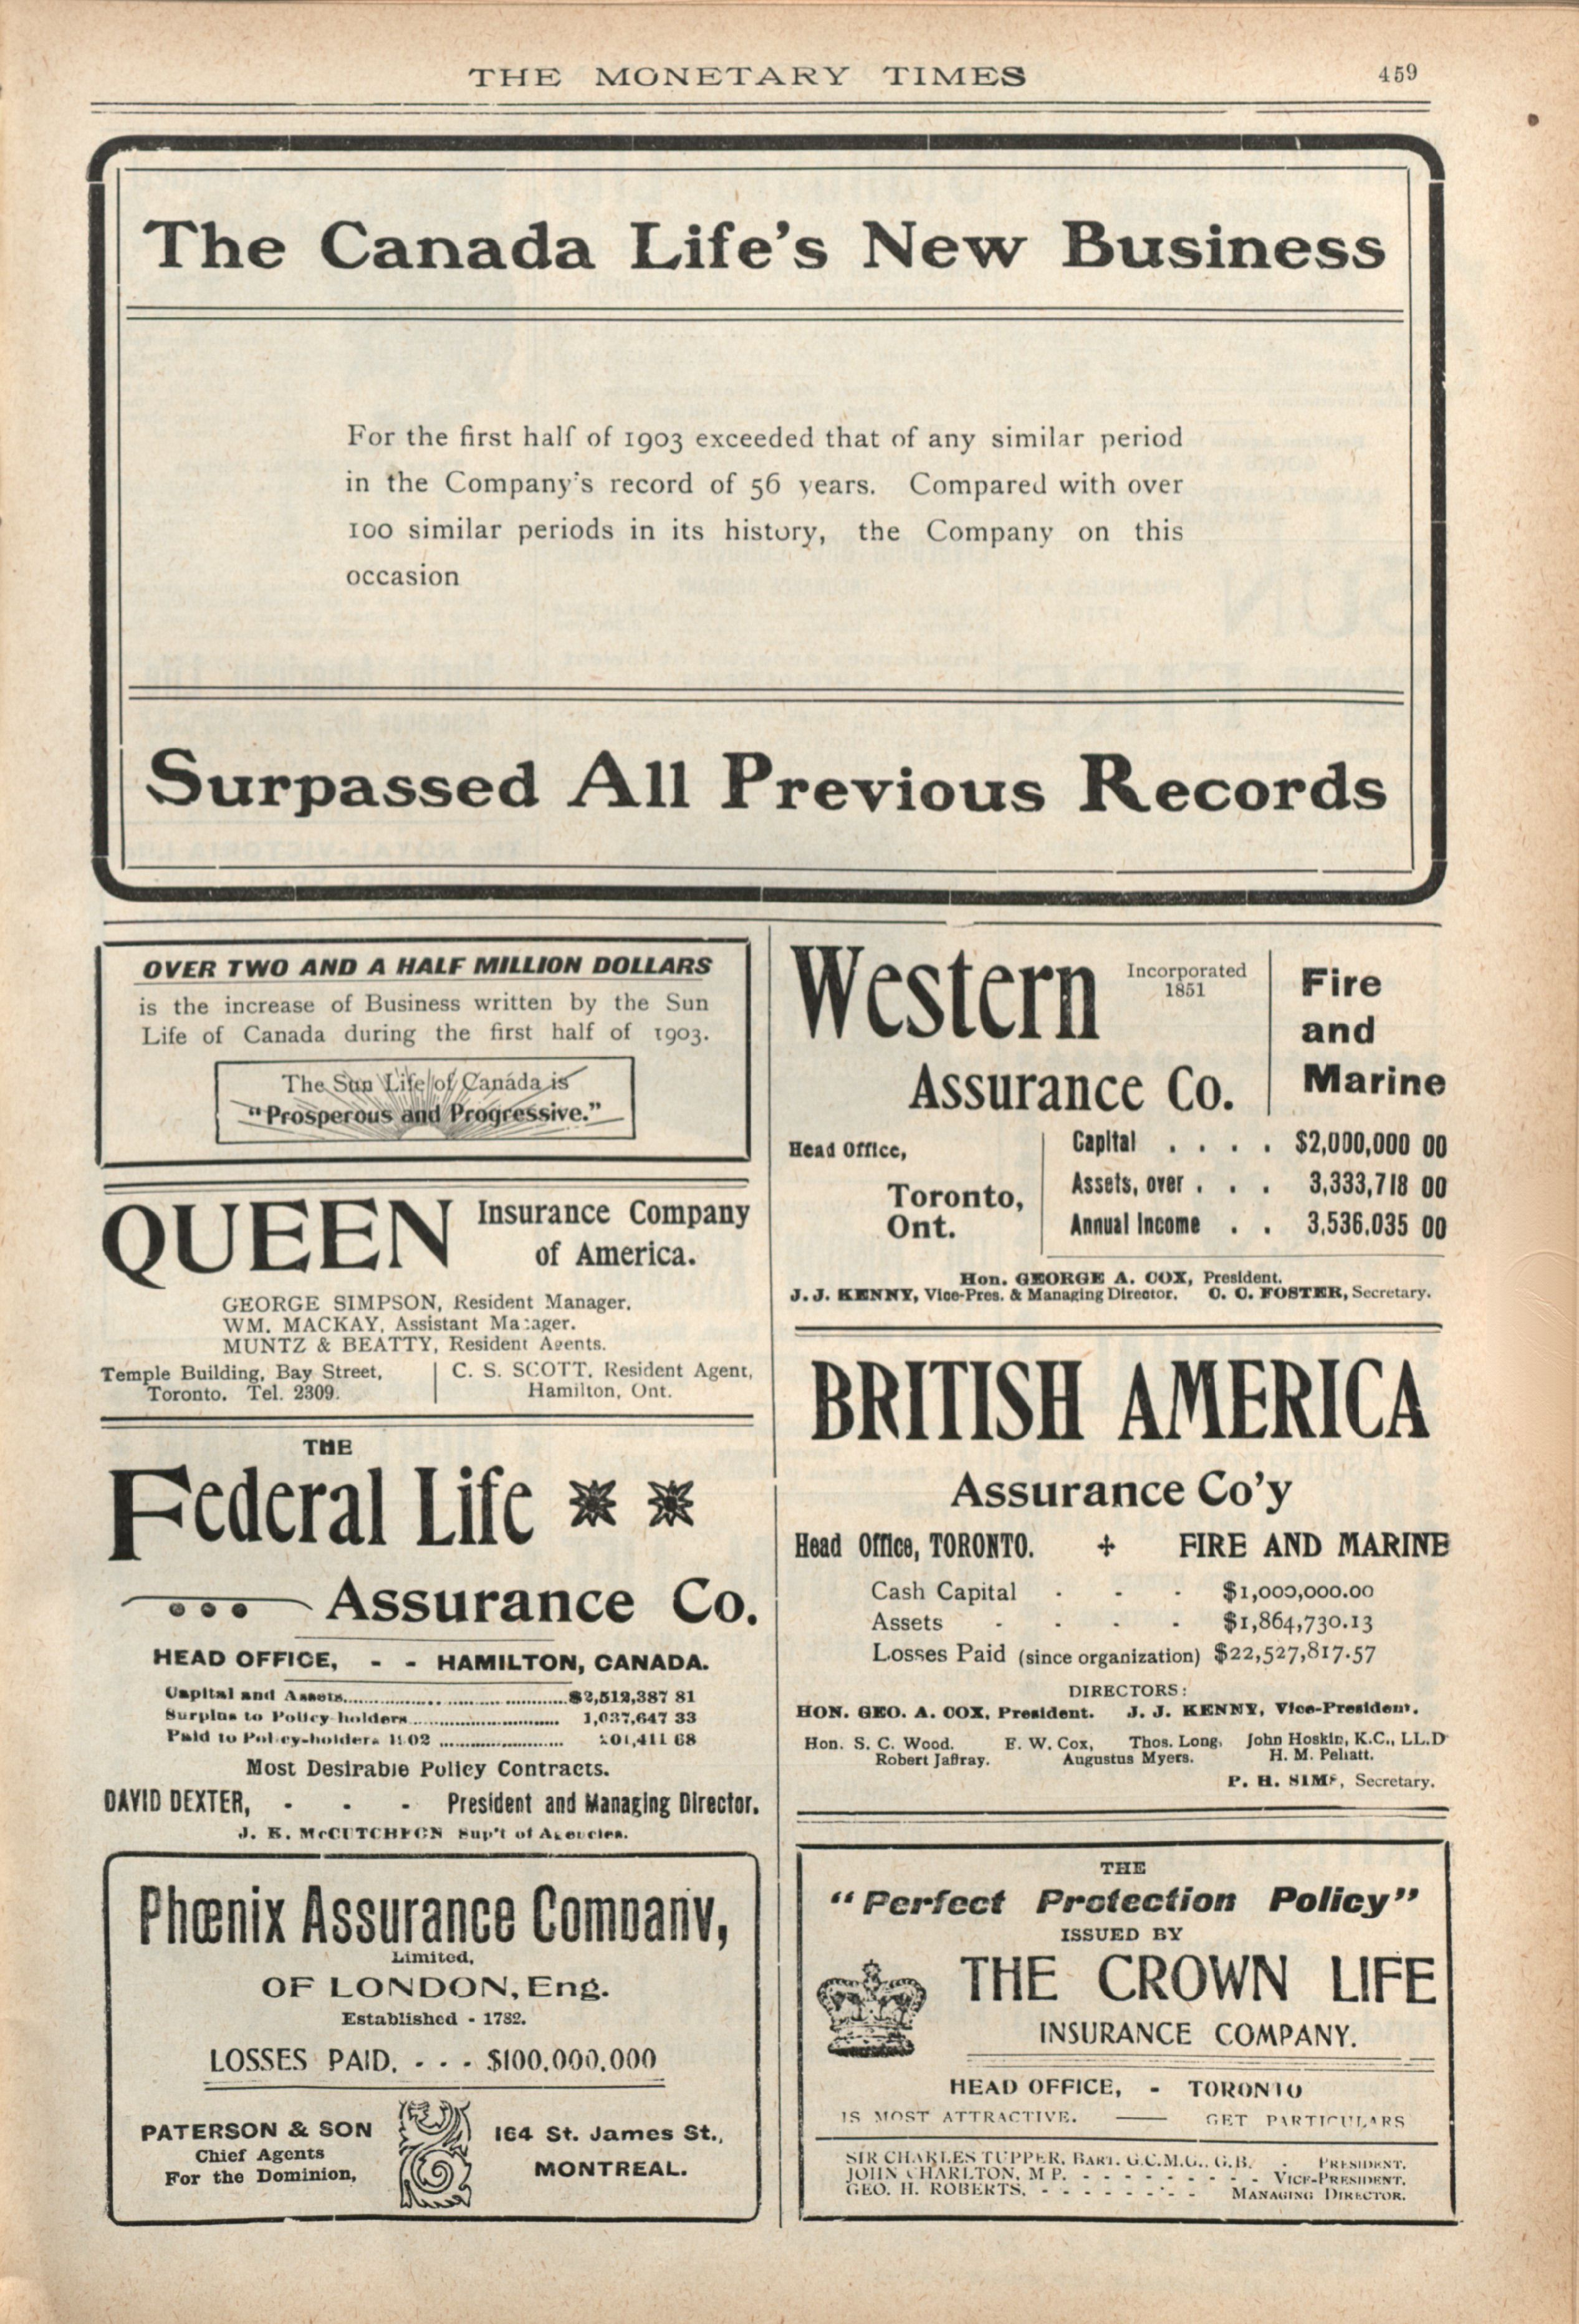 THE MONETARY TIMES 459
The Canada Life's New Business
For the first half of 1903 exceeded that of any similar period
in the Company's record of 56 years. Compared with over
100 similar periods in its history, the Company on this
occasion
Surpassed All Previous Records
OVER TWO AND A HALF MILLION DOLLARS
is the increase of Business written by the Sun
Life of Canada during the first half of 1903.
The Sun Life of Canada is
"Prosperous and Progressive."
QUEEN Insurance Company
of America.
GEORGE SIMPSON, Resident Manager.
WM. MACKAY, Assistant Manager.
MUNTZ & BEATTY, Resident Agents.
Temple Building, Bay Street,
Toronto. Tel. 2309.
C. S. SCOTT, Resident Agent,
Hamilton, Ont.
THE
Federal Life
Assurance Co.
HEAD OFFICE, - - HAMILTON, CANADA.
Capital and Assets $2,512,387 81
Surplus to Policy-holders 1,037,647 33
Paid to Policy-holders 1902 01,411 68
Most Desirable Policy Contracts.
DAVID DEXTER, - - - President and Managing Director.
J. K. McCUTCHEON Sup't of Agencies.
Phœnix Assurance Company,
Limited,
OF LONDON, Eng.
Established - 1782.
LOSSES PAID, - - - $100,000,000
PATERSON & SON
Chief Agents
For the Dominion,
164 St. James St.,
MONTREAL.
Western
Incorporated
1851
Assurance Co.
Fire
and
Marine
Head Office,
Toronto,
Ont.
Capital . . . . $2,000,000 00
Assets, over . . . 3,333,718 00
Annual Income . . 3,536,035 00
Hon. GEORGE A. COX, President.
J. J. KENNY, Vice-Pres. & Managing Director. C. C. FOSTER, Secretary.
BRITISH AMERICA
Assurance Co'y
Head Office, TORONTO. + FIRE AND MARINE
Cash Capital - - - $1,000,000.00
Assets - - - - $1,864,730.13
Losses Paid (since organization) $22,527,817.57
DIRECTORS:
HON. GEO. A. COX, President. J. J. KENNY, Vice-President.
Hon. S. C. Wood. E. W. Cox, Thos. Long, John Hoskin, K.C., LL.D
Robert Jaffray. Augustus Myers. H. M. Pellatt.
P. H. SIMS, Secretary.
THE
"Perfect Protection Policy"
ISSUED BY
THE CROWN LIFE
INSURANCE COMPANY.
HEAD OFFICE, - TORONTO
IS MOST ATTRACTIVE. — GET PARTICULARS
SIR CHARLES TUPPER, BART. G.C.M.G., C.B. - PRESIDENT.
JOHN CHARLTON, M P. - - - - - - - - - VICE-PRESIDENT.
GEO. H. ROBERTS, - - - - - - - - MANAGING DIRECTOR.